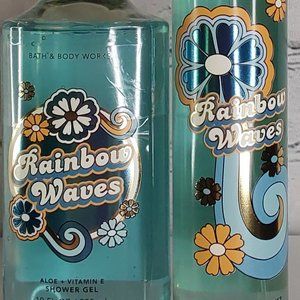 BATH & BODY WORKS
Rainbow
Waves
ALOE + VITAMIN E
SHOWER GEL
Rainbow
Waves